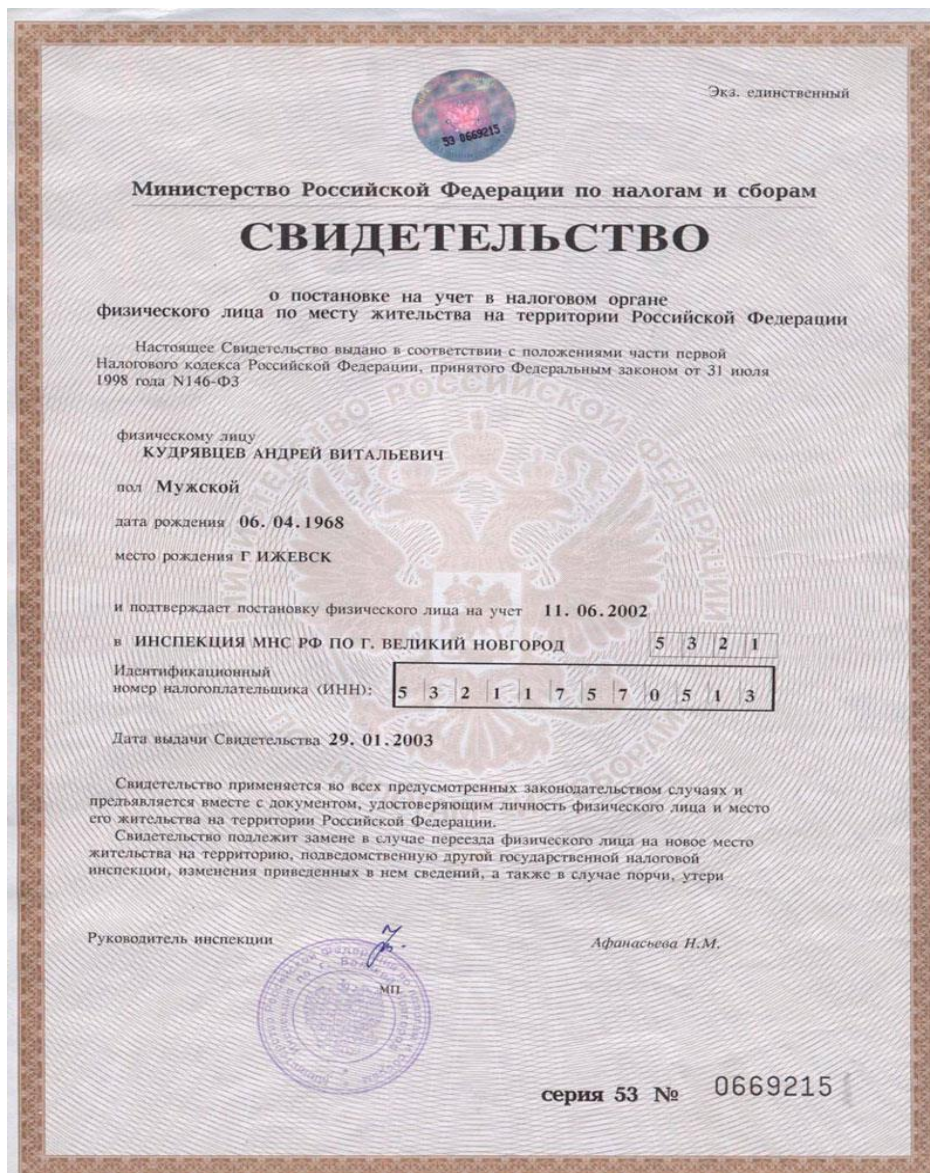 Экз. единственный
53 0669215
Министерство Российской Федерации по налогам и сборам
СВИДЕТЕЛЬСТВО
о постановке на учет в налоговом органе
физического лица по месту жительства на территории Российской Федерации
Настоящее Свидетельство выдано в соответствии с положениями части первой
Налогового кодекса Российской Федерации, принятого Федеральным законом от 31 июля
1998 года N146-ФЗ
физическому лицу
КУДРЯВЦЕВ АНДРЕЙ ВИТАЛЬЕВИЧ
пол Мужской
дата рождения 06. 04.1968
место рождения Г ИЖЕВСК
и подтверждает постановку физического лица на учет 11. 06.2002
в ИНСПЕКЦИЯ МНС РФ ПО Г. ВЕЛИКИЙ НОВГОРОД 5 3 2 1
Идентификационный
номер налогоплательщика (ИНН): 5 3 2 1 1 7 5 7 0 5 1 3
Дата выдачи Свидетельства 29. 01.2003
Свидетельство применяется во всех предусмотренных законодательством случаях и
предъявляется вместе с документом, удостоверяющим личность физического лица и место
его жительства на территории Российской Федерации.
Свидетельство подлежит замене в случае переезда физического лица на новое место
жительства на территорию, подведомственную другой государственной налоговой
инспекции, изменения приведенных в нем сведений, а также в случае порчи, утери
Руководитель инспекции Афанасьева Н.М.
МП
серия 53 № 0669215